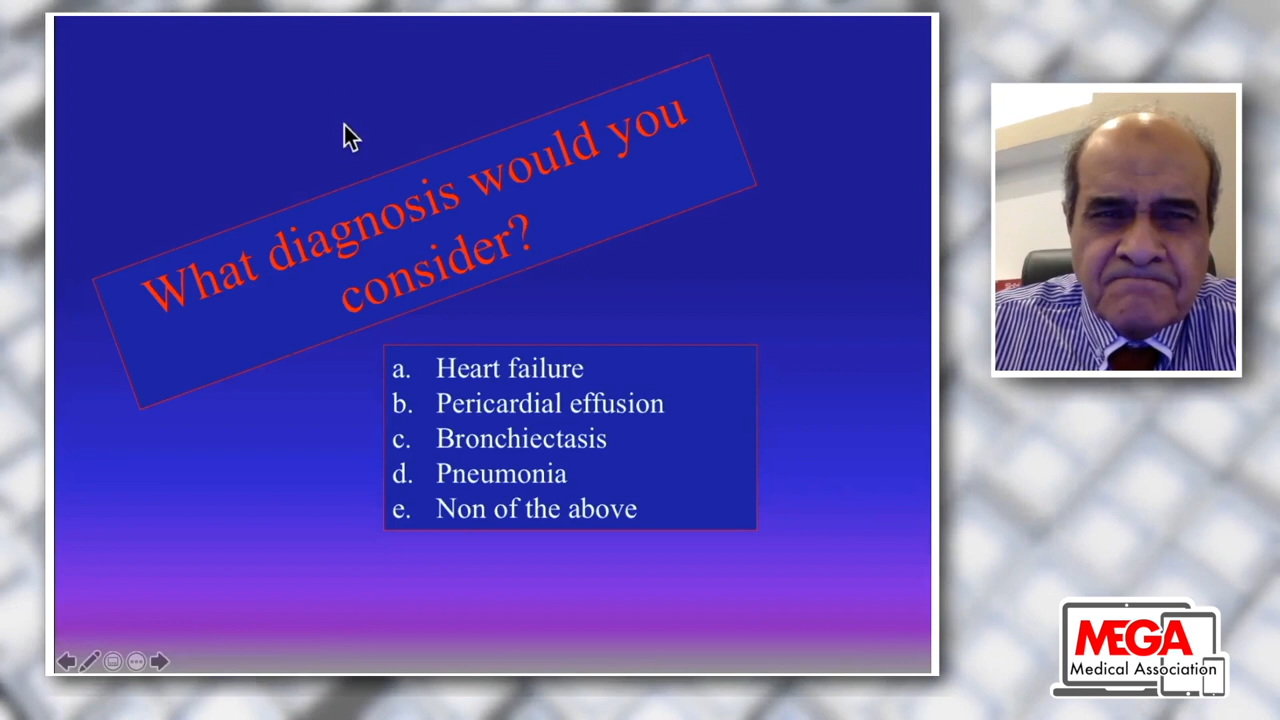 What diagnosis would you
consider?
a. Heart failure
b. Pericardial effusion
c. Bronchiectasis
d. Pneumonia
e. Non of the above
MEGA
Medical Association